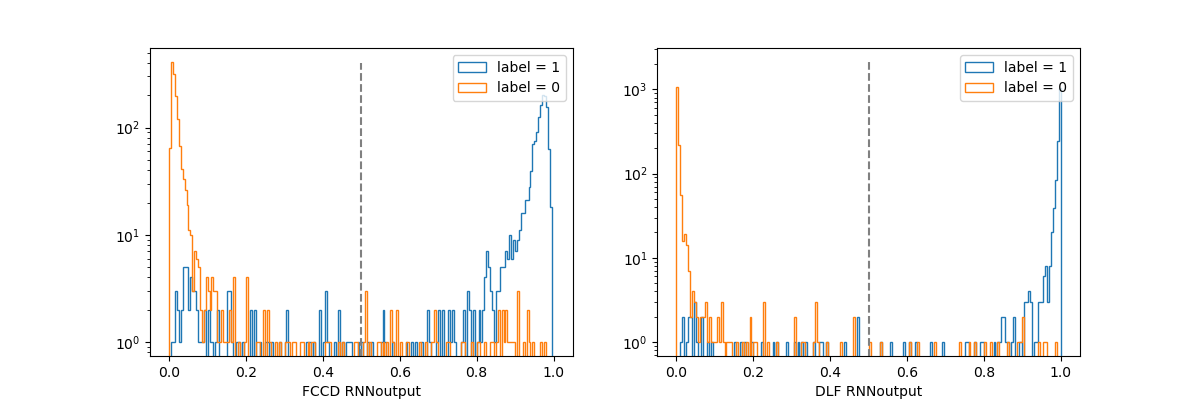 label = 1
label = 0
10²
10¹
10⁰
0.0 0.2 0.4 0.6 0.8 1.0
FCCD RNNoutput
label = 1
label = 0
10³
10²
10¹
10⁰
0.0 0.2 0.4 0.6 0.8 1.0
DLF RNNoutput